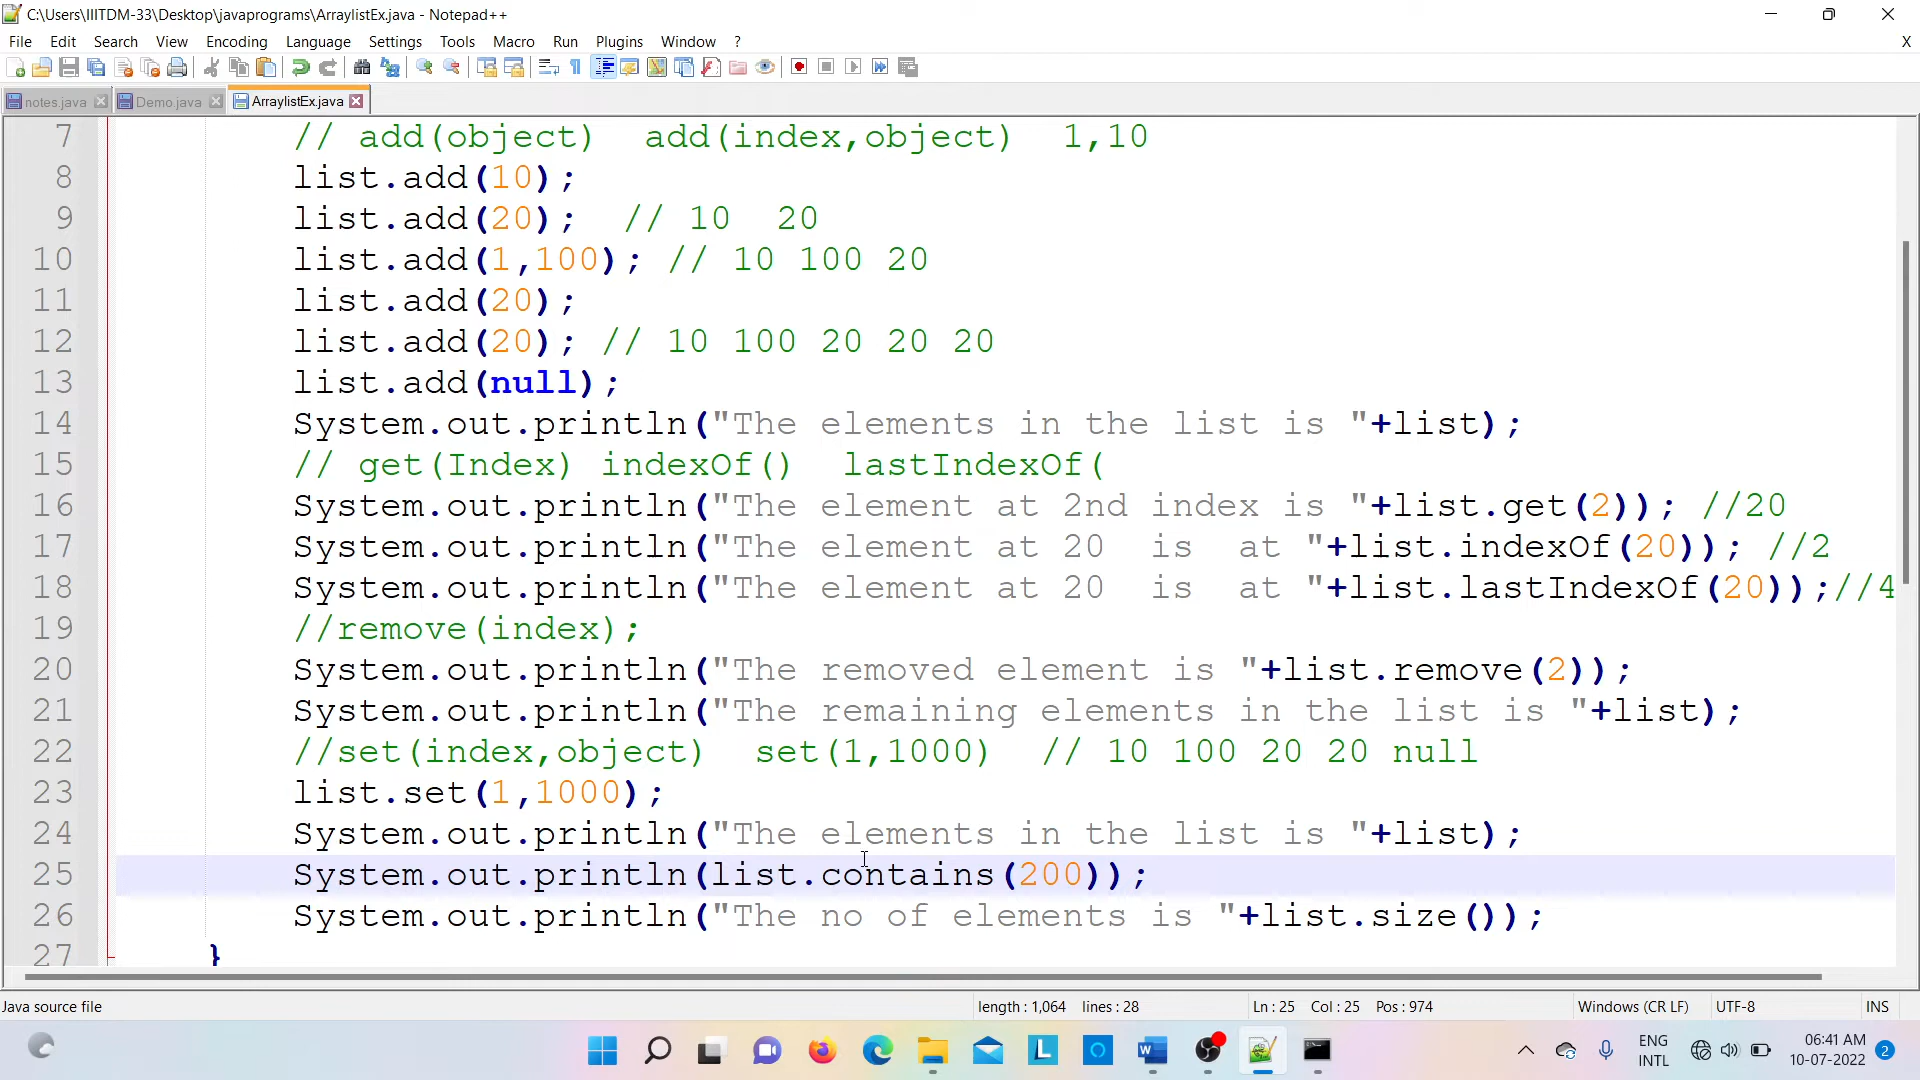 C:\Users\IIITDM-33\Desktop\javaprograms\ArraylistEx.java - Notepad++
File Edit Search View Encoding Language Settings Tools Macro Run Plugins Window ? X
notes.java Demo.java ArraylistEx.java
7 // add(object)  add(index,object)  1,10
8 list.add(10);
9 list.add(20);  // 10  20
10 list.add(1,100); // 10 100 20
11 list.add(20);
12 list.add(20); // 10 100 20 20 20
13 list.add(null);
14 System.out.println("The elements in the list is "+list);
15 // get(Index) indexOf()  lastIndexOf(
16 System.out.println("The element at 2nd index is "+list.get(2)); //20
17 System.out.println("The element at 20  is  at "+list.indexOf(20)); //2
18 System.out.println("The element at 20  is  at "+list.lastIndexOf(20));//4
19 //remove(index);
20 System.out.println("The removed element is "+list.remove(2));
21 System.out.println("The remaining elements in the list is "+list);
22 //set(index,object)  set(1,1000)  // 10 100 20 20 null
23 list.set(1,1000);
24 System.out.println("The elements in the list is "+list);
25 System.out.println(list.contains(200));
26 System.out.println("The no of elements is "+list.size());
27 }
Java source file length : 1,064 lines : 28 Ln : 25 Col : 25 Pos : 974 Windows (CR LF) UTF-8 INS
ENG
INTL
06:41 AM
10-07-2022
2